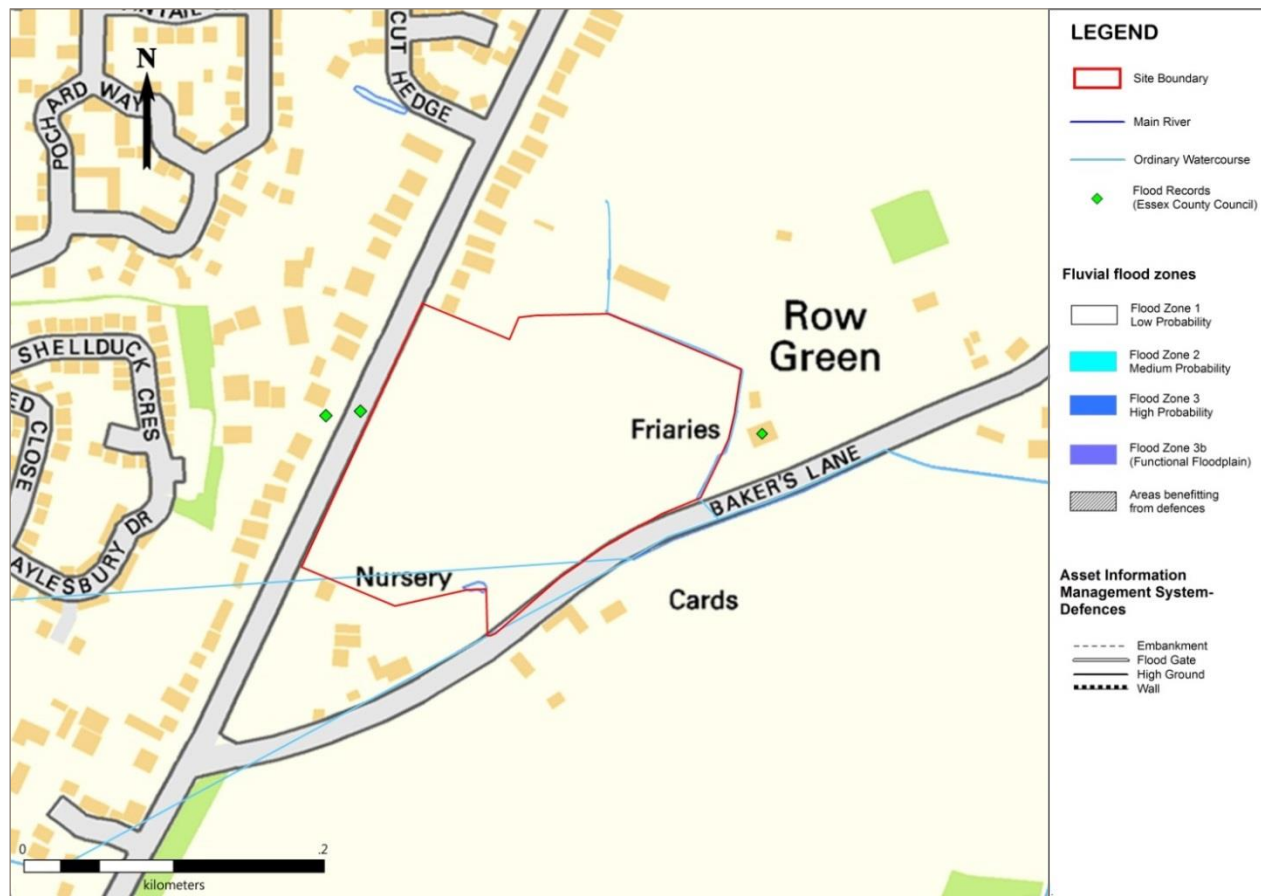 N
POCHARD WAY
CUT HEDGE
SHELLDUCK CRES
CLOSE
AYLESBURY DR
Row
Green
Friaries
BAKER'S LANE
Nursery
Cards
0 .2
kilometers
LEGEND
Site Boundary
Main River
Ordinary Watercourse
Flood Records
(Essex County Council)
Fluvial flood zones
Flood Zone 1
Low Probability
Flood Zone 2
Medium Probability
Flood Zone 3
High Probability
Flood Zone 3b
(Functional Floodplain)
Areas benefitting
from defences
Asset Information
Management System-
Defences
Embankment
Flood Gate
High Ground
Wall